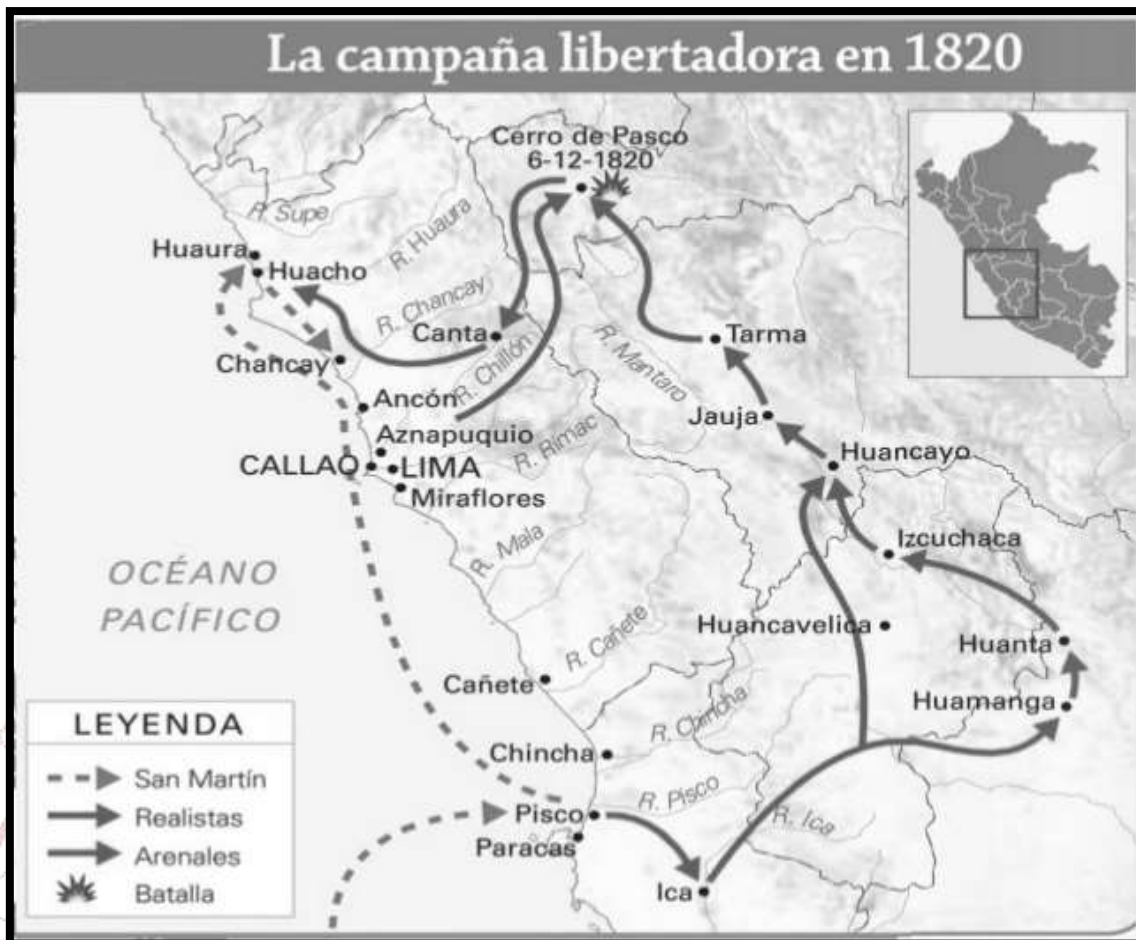 La campaña libertadora en 1820
Cerro de Pasco
6-12-1820
R. Supe
R. Huaura
Huaura
Huacho
R. Chancay
Canta
Chancay
R. Chillón
R. Mantaro
Tarma
Ancón
Jauja
Aznapuquio
R. Rimac
CALLAO
LIMA
Huancayo
Miraflores
R. Mala
Izcuchaca
OCÉANO
PACÍFICO
Huancavelica
R. Cañete
Huanta
Cañete
Huamanga
R. Chincha
Chincha
R. Pisco
Pisco
R. Ica
Paracas
Ica
LEYENDA
San Martín
Realistas
Arenales
Batalla